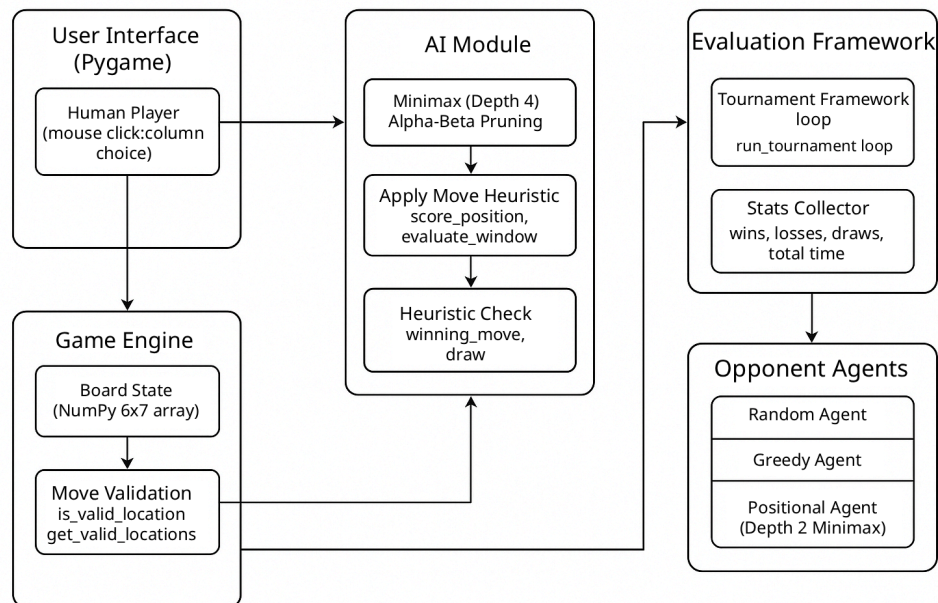 User Interface
(Pygame)
Human Player
(mouse click:column
choice)
Game Engine
Board State
(NumPy 6x7 array)
Move Validation
is_valid_location
get_valid_locations
AI Module
Minimax (Depth 4)
Alpha-Beta Pruning
Apply Move Heuristic
score_position,
evaluate_window
Heuristic Check
winning_move,
draw
Evaluation Framework
Tournament Framework
loop
run_tournament loop
Stats Collector
wins, losses, draws,
total time
Opponent Agents
Random Agent
Greedy Agent
Positional Agent
(Depth 2 Minimax)